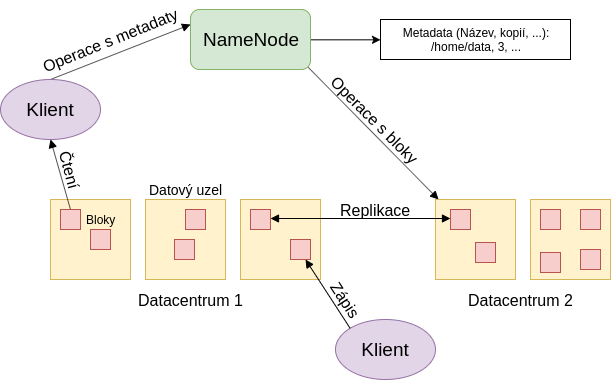 Operace s metadaty
NameNode
Metadata (Název, kopií, ...):
/home/data, 3, ...
Klient
Operace s bloky
Čtení
Datový uzel
Bloky
Replikace
Datacentrum 1
Zápis
Datacentrum 2
Klient